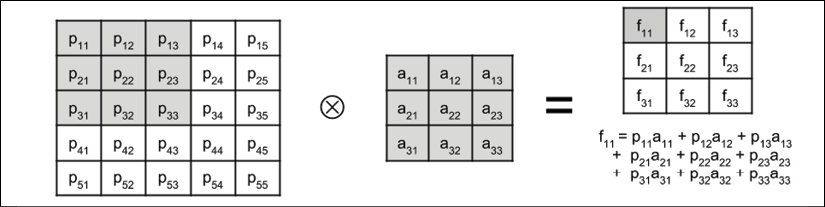 p11 p12 p13 p14 p15
p21 p22 p23 p24 p25
p31 p32 p33 p34 p35
p41 p42 p43 p44 p45
p51 p52 p53 p54 p55
⊗
a11 a12 a13
a21 a22 a23
a31 a32 a33
=
f11 f12 f13
f21 f22 f23
f31 f32 f33
f11 = p11a11 + p12a12 + p13a13
+ p21a21 + p22a22 + p23a23
+ p31a31 + p32a32 + p33a33